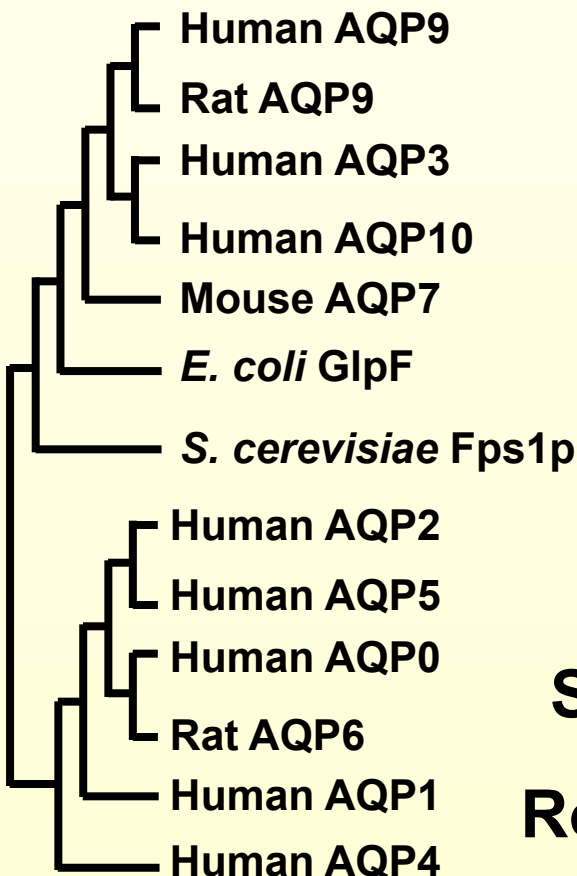 Human AQP9
Rat AQP9
Human AQP3
Human AQP10
Mouse AQP7
E. coli GlpF
S. cerevisiae Fps1p
Human AQP2
Human AQP5
Human AQP0
Rat AQP6
Human AQP1
Human AQP4